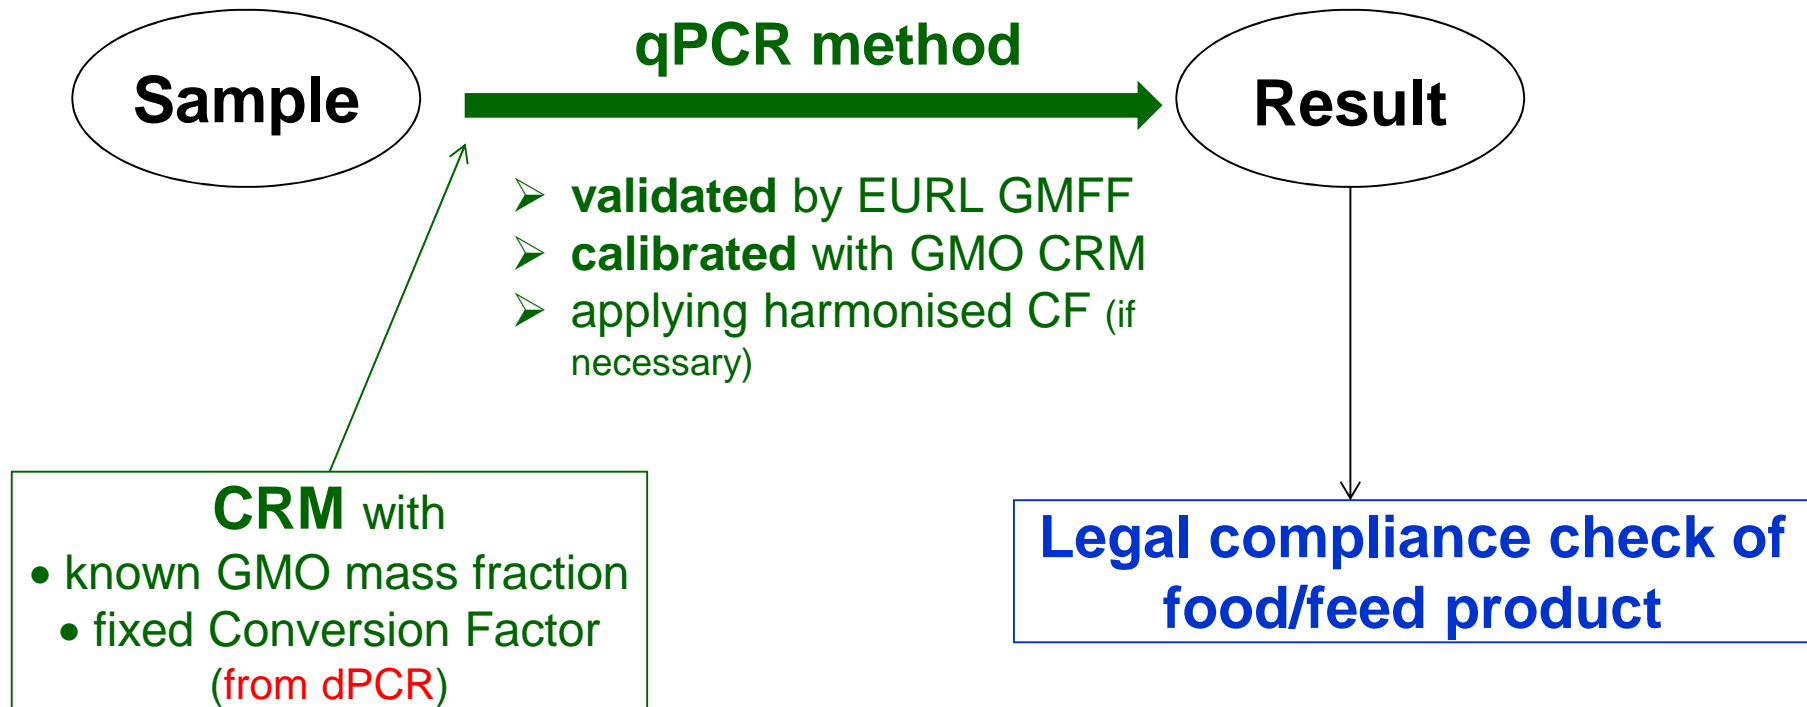 qPCR method
Sample
Result
➢ validated by EURL GMFF
➢ calibrated with GMO CRM
➢ applying harmonised CF (if
necessary)
CRM with
• known GMO mass fraction
• fixed Conversion Factor
(from dPCR)
Legal compliance check of
food/feed product